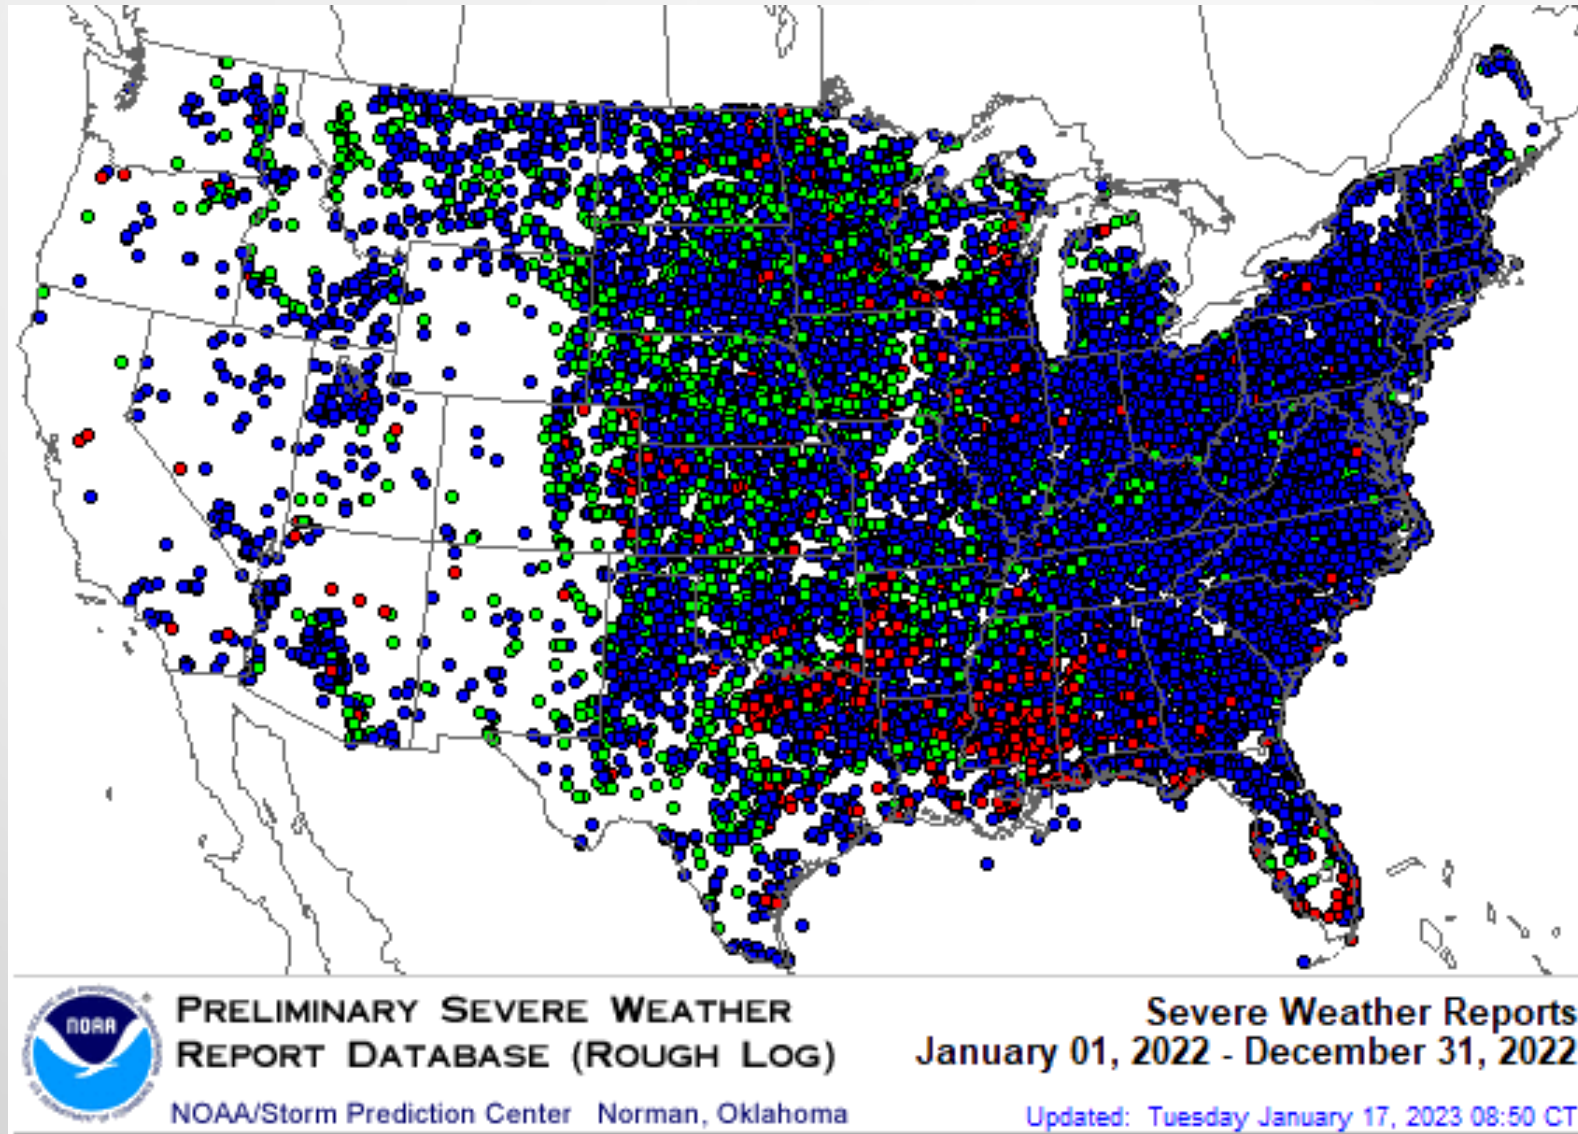 PRELIMINARY SEVERE WEATHER
REPORT DATABASE (ROUGH LOG)
NOAA/Storm Prediction Center Norman, Oklahoma
Severe Weather Reports
January 01, 2022 - December 31, 2022
Updated: Tuesday January 17, 2023 08:50 CT
NOAA